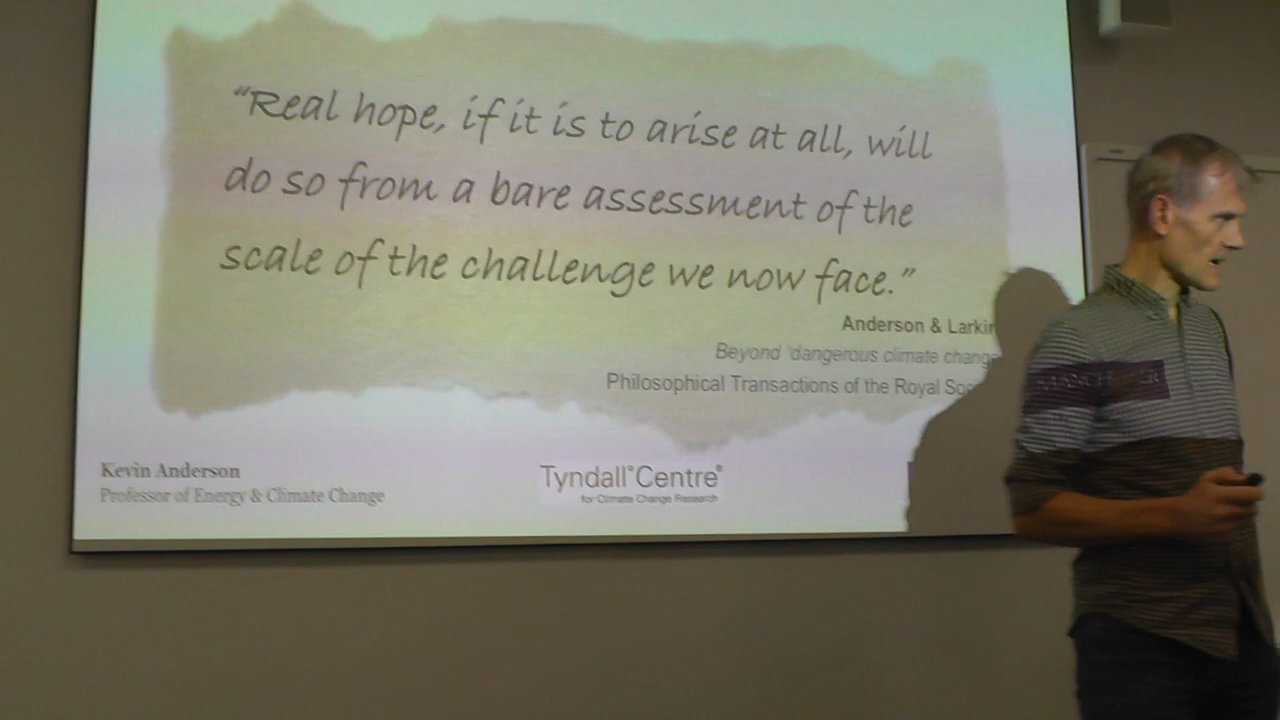 “Real hope, if it is to arise at all, will
do so from a bare assessment of the
scale of the challenge we now face.”
Anderson & Larkin
Beyond ‘dangerous climate change
Philosophical Transactions of the Royal Soc
Kevin Anderson
Professor of Energy & Climate Change
Tyndall°Centre®
for Climate Change Research